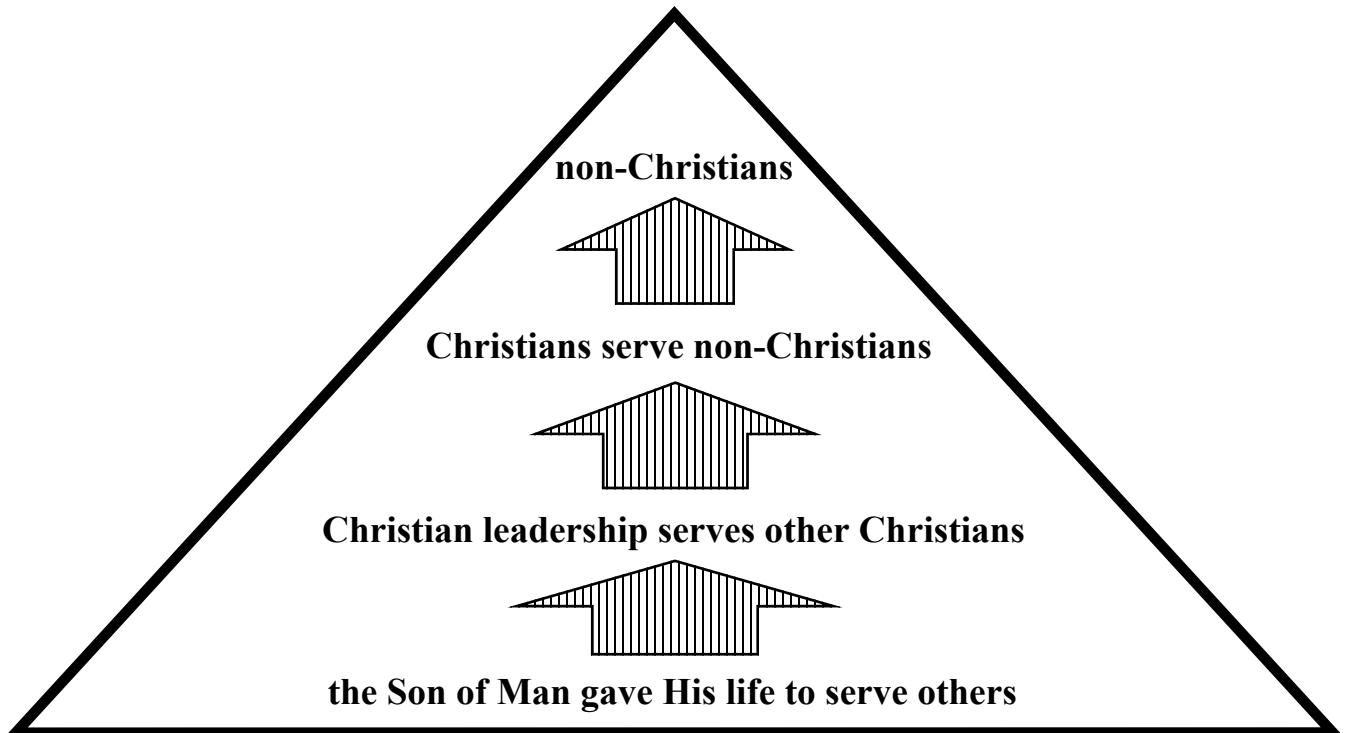 non-Christians
Christians serve non-Christians
Christian leadership serves other Christians
the Son of Man gave His life to serve others